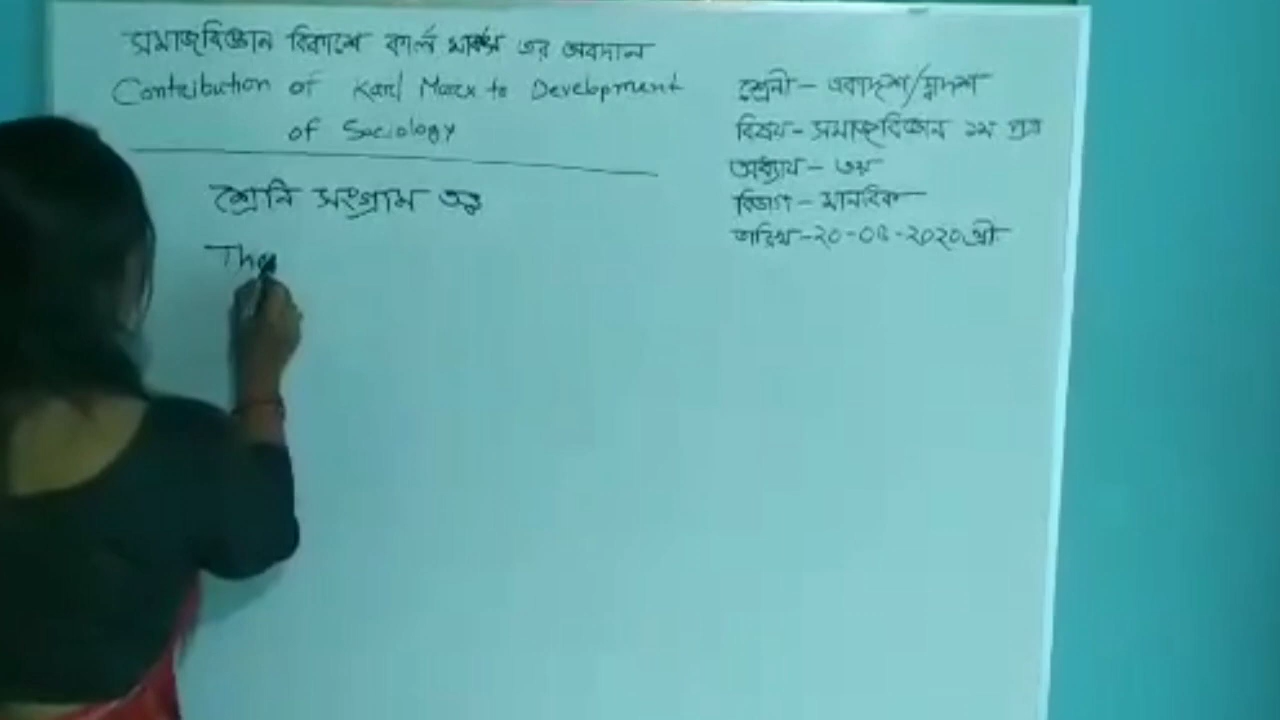 সমাজবিজ্ঞান বিকাশে কার্ল মার্কস এর অবদান
Contribution of Karl Marx to Development
of Sociology
শ্রেনি সংগ্রাম তত্ত্ব
The
শ্রেনী - একাদশ/দ্বাদশ
বিষয় - সমাজবিজ্ঞান ১ম পত্র
অধ্যায় - ৩য়
বিভাগ - মানবিক
তারিখ - ২০-০৪-২০২০খ্রী